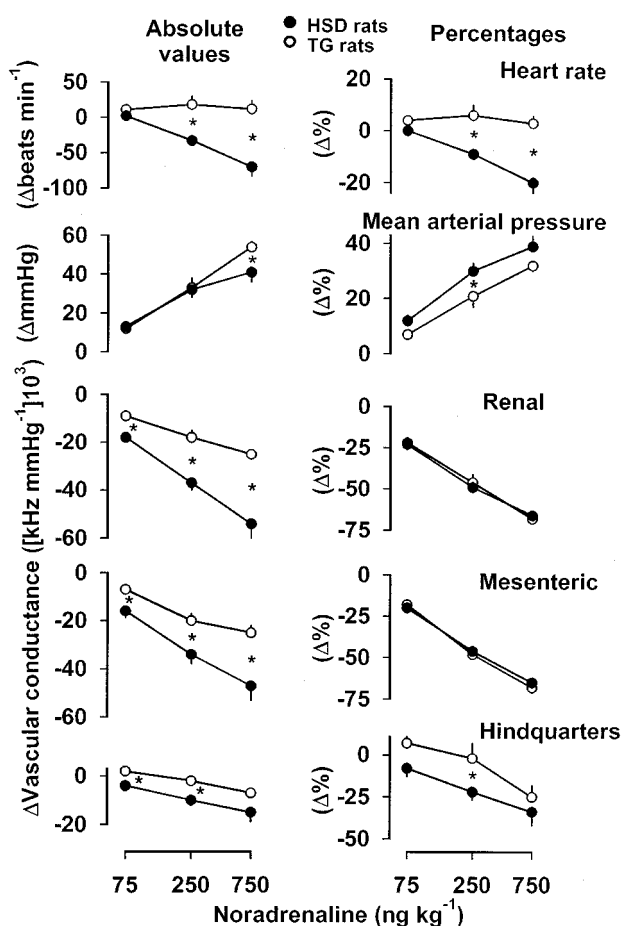 Absolute values
● HSD rats
○ TG rats
Percentages
Heart rate
(Δbeats min⁻¹)
50
0
-50
-100
*
*
(Δ%)
20
0
-20
*
*
Mean arterial pressure
(ΔmmHg)
60
40
20
0
*
(Δ%)
40
20
0
*
ΔVascular conductance ([kHz mmHg⁻¹]10³)
0
-20
-40
-60
*
*
*
Renal
(Δ%)
0
-25
-50
-75
0
-20
-40
-60
*
*
*
Mesenteric
(Δ%)
0
-25
-50
-75
0
-20
*
*
Hindquarters
(Δ%)
0
-25
-50
*
75 250 750
75 250 750
Noradrenaline (ng kg⁻¹)